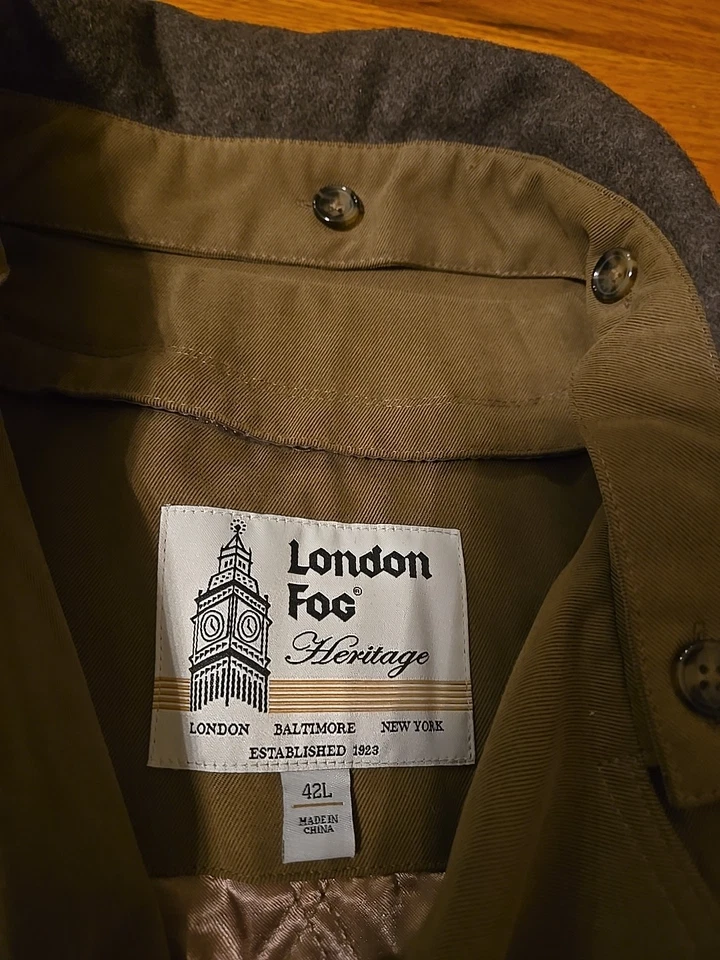 London
Fog®
Heritage
LONDON BALTIMORE NEW YORK
ESTABLISHED 1923
42L
MADE IN
CHINA